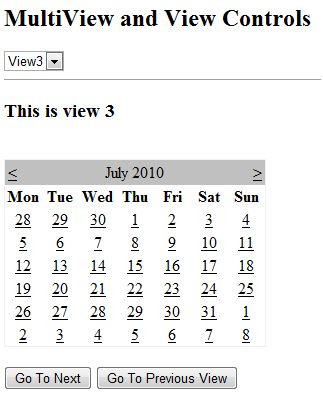 MultiView and View Controls
View3
This is view 3
< July 2010 >
Mon Tue Wed Thu Fri Sat Sun
28 29 30 1 2 3 4
5 6 7 8 9 10 11
12 13 14 15 16 17 18
19 20 21 22 23 24 25
26 27 28 29 30 31 1
2 3 4 5 6 7 8
Go To Next Go To Previous View